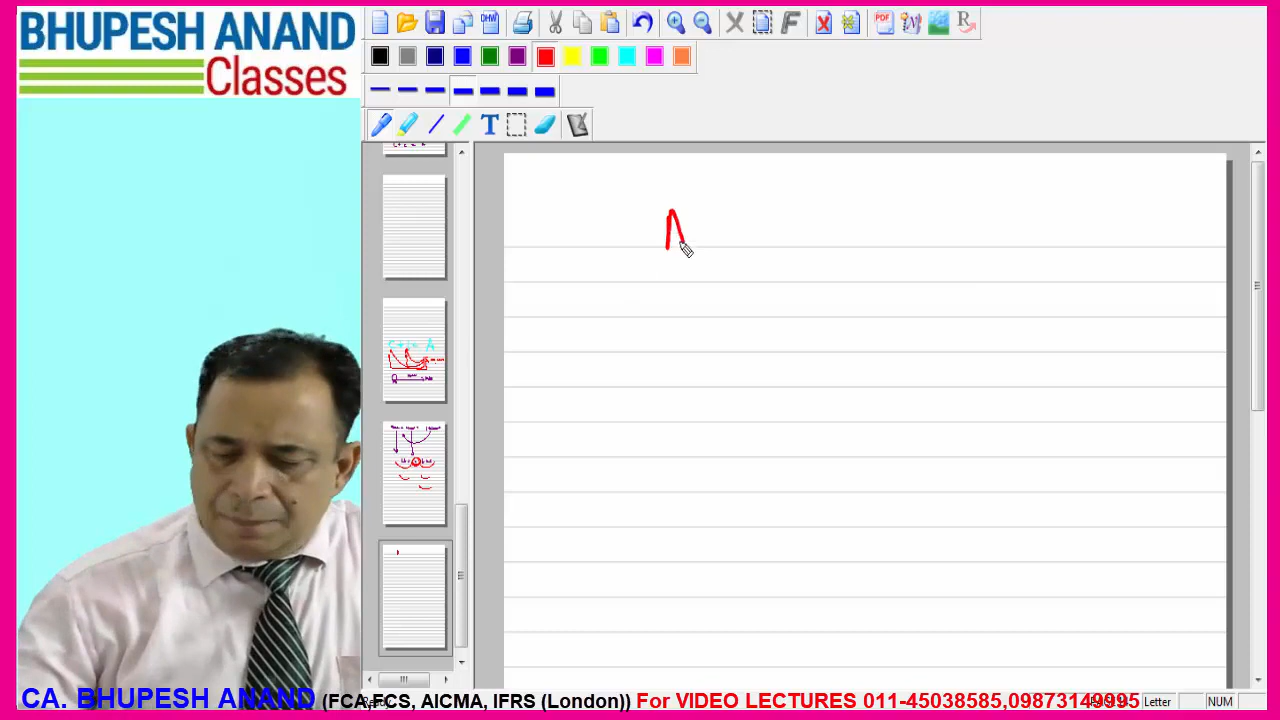 BHUPESH ANAND
Classes
CA. BHUPESH ANAND (FCA,FCS, AICMA, IFRS (London)) For VIDEO LECTURES 011-45038585,09873149995
Letter
NUM